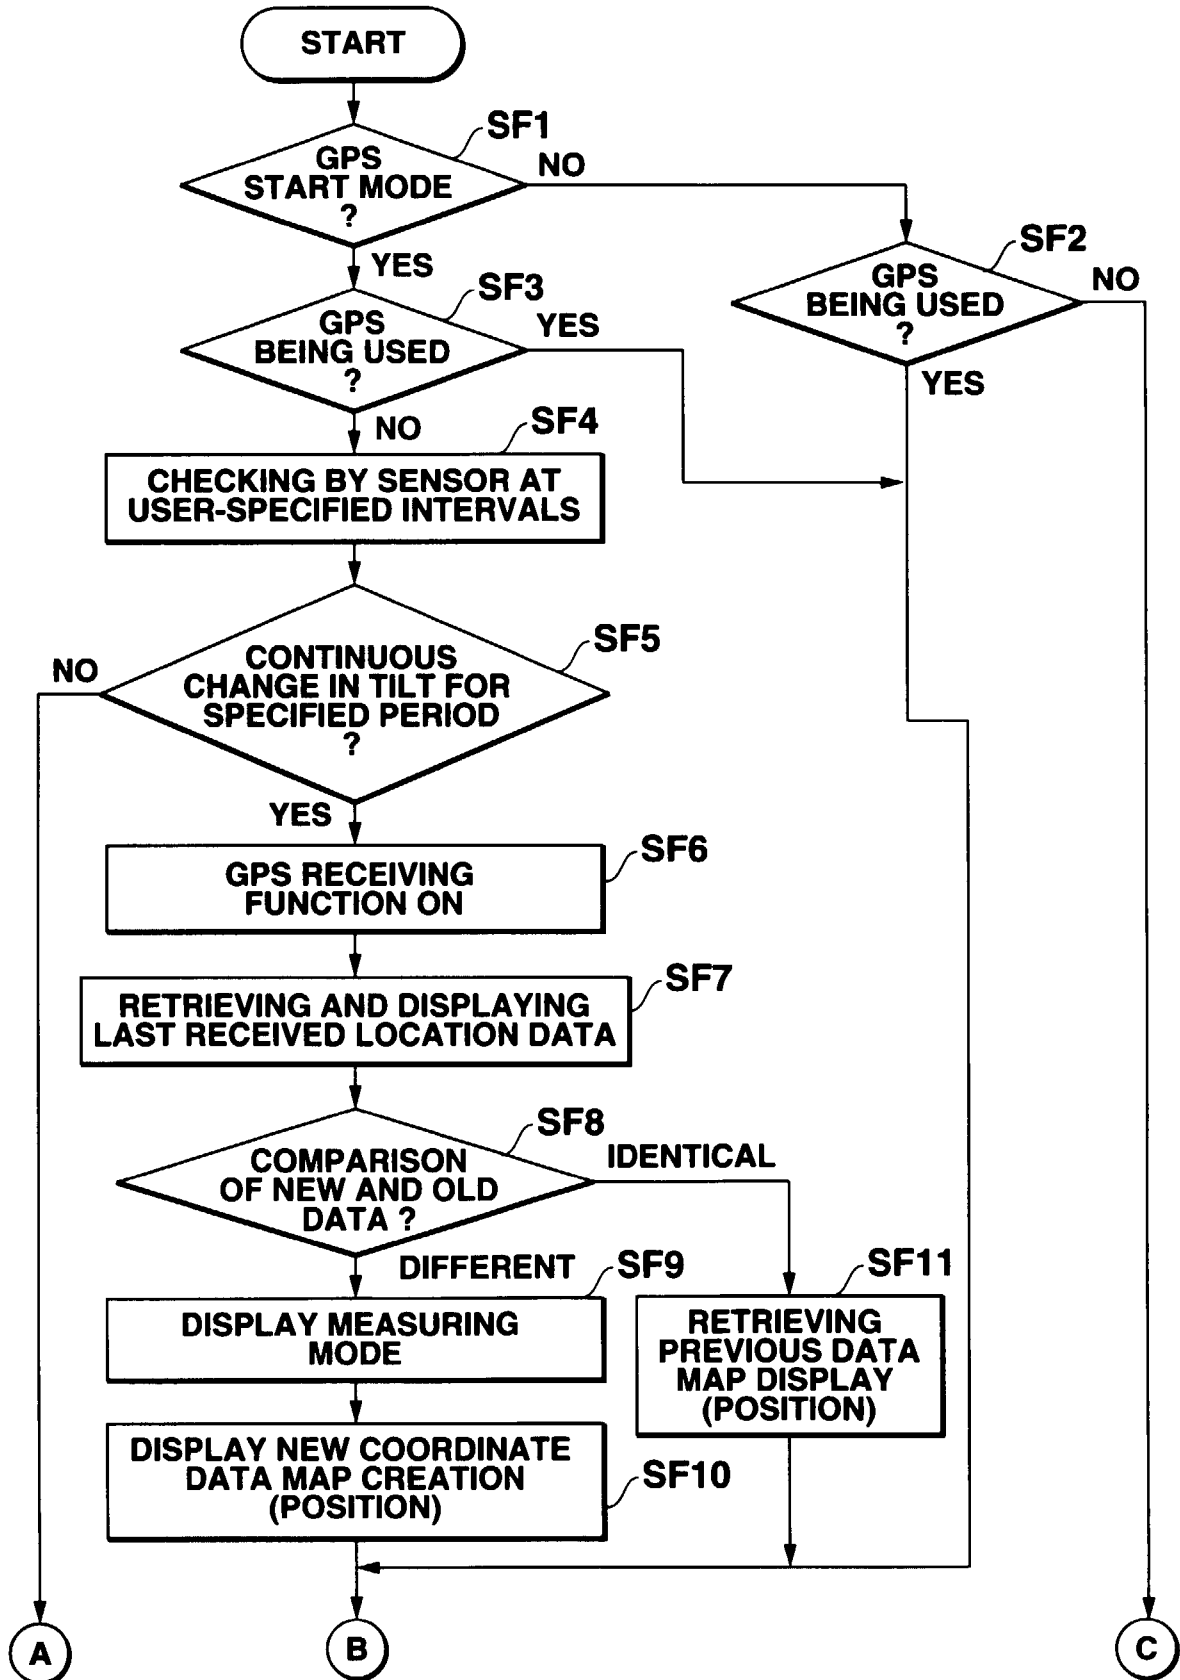 START
SF1
GPS
START MODE
?
NO
YES
SF2
GPS
BEING USED
?
NO
YES
SF3
GPS
BEING USED
?
YES
NO
SF4
CHECKING BY SENSOR AT
USER-SPECIFIED INTERVALS
SF5
CONTINUOUS
CHANGE IN TILT FOR
SPECIFIED PERIOD
?
NO
YES
SF6
GPS RECEIVING
FUNCTION ON
SF7
RETRIEVING AND DISPLAYING
LAST RECEIVED LOCATION DATA
SF8
COMPARISON
OF NEW AND OLD
DATA ?
IDENTICAL
DIFFERENT
SF9
DISPLAY MEASURING
MODE
SF11
RETRIEVING
PREVIOUS DATA
MAP DISPLAY
(POSITION)
DISPLAY NEW COORDINATE
DATA MAP CREATION
(POSITION)
SF10
A
B
C